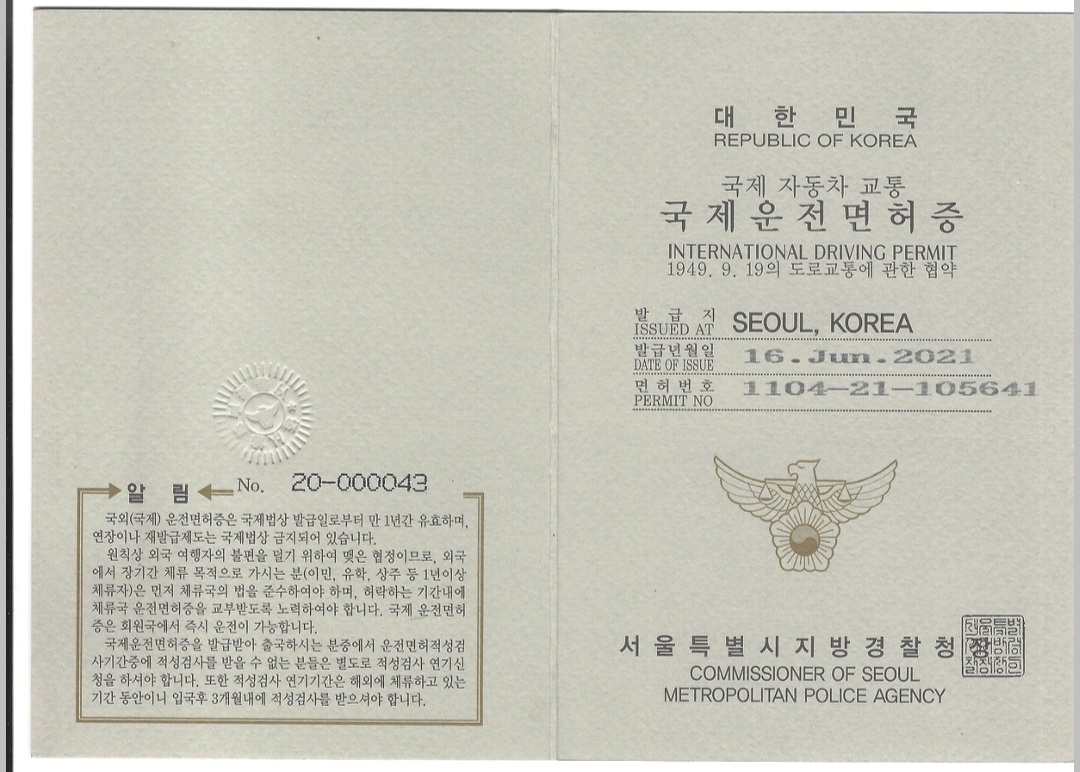 알 림
No. 20-000043
국외(국제) 운전면허증은 국제법상 발급일로부터 만 1년간 유효하며,
연장이나 재발급제도는 국제법상 금지되어 있습니다.
원칙상 외국 여행자의 불편을 덜기 위하여 맺은 협정이므로, 외국
에서 장기간 체류 목적으로 가시는 분(이민, 유학, 상주 등 1년이상
체류자)은 먼저 체류국의 법을 준수하여야 하며, 허락하는 기간내에
체류국 운전면허증을 교부받도록 노력하여야 합니다. 국제 운전면허
증은 회원국에서 즉시 운전이 가능합니다.
국제운전면허증을 발급받아 출국하시는 분중에서 운전면허적성검
사기간중에 적성검사를 받을 수 없는 분들은 별도로 적성검사 연기신
청을 하셔야 합니다. 또한 적성검사 연기기간은 해외에 체류하고 있는
기간 동안이나 입국후 3개월내에 적성검사를 받으셔야 합니다.
대 한 민 국
REPUBLIC OF KOREA
국제 자동차 교통
국제운전면허증
INTERNATIONAL DRIVING PERMIT
1949. 9. 19의 도로교통에 관한 협약
발 급 지
ISSUED AT SEOUL, KOREA
발급년월일
DATE OF ISSUE 16.Jun.2021
면 허 번 호
PERMIT NO 1104-21-105641
서울특별시지방경찰청장
COMMISSIONER OF SEOUL
METROPOLITAN POLICE AGENCY